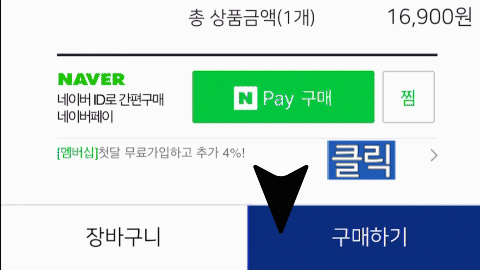 총 상품금액(1개) 16,900원
NAVER
네이버 ID로 간편구매
네이버페이
N Pay 구매
찜
[멤버십]첫달 무료가입하고 추가 4%!
클릭
장바구니
구매하기